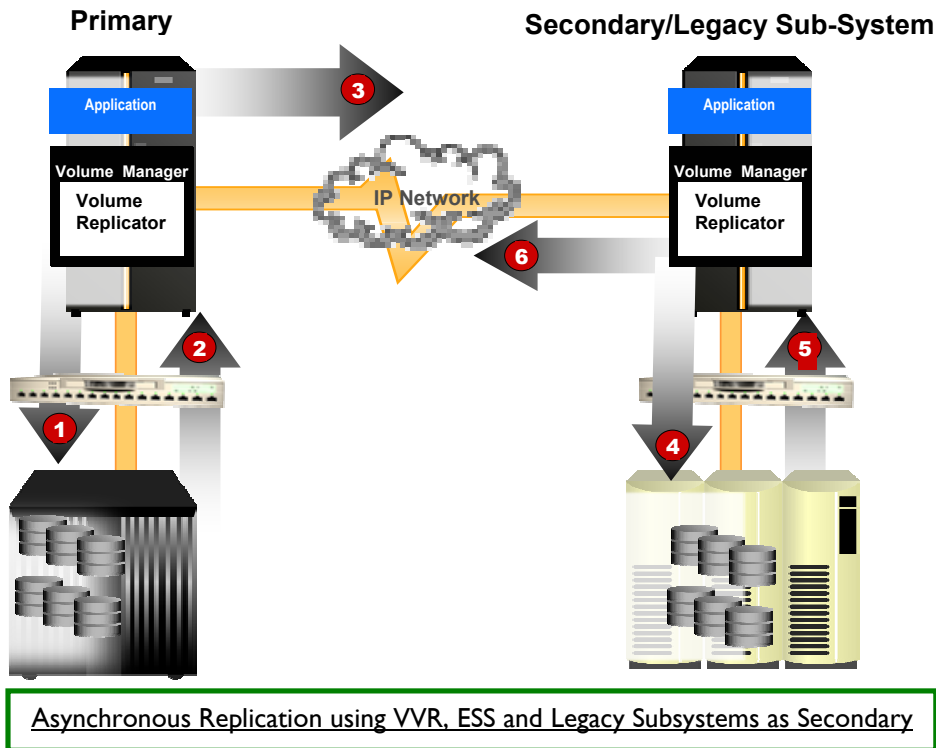 Primary
Secondary/Legacy Sub-System
3
Application
Application
Volume Manager
Volume
Replicator
IP Network
Volume Manager
Volume
Replicator
6
2
5
1
4
Asynchronous Replication using VVR, ESS and Legacy Subsystems as Secondary